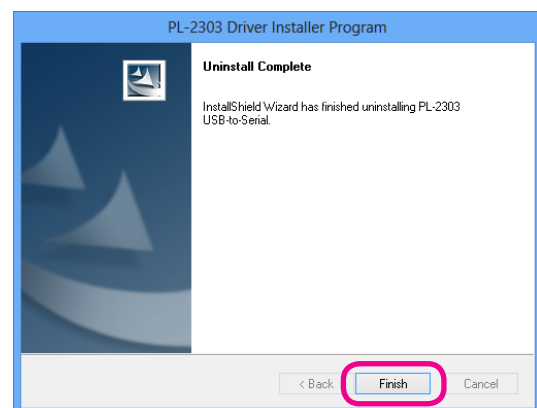 PL-2303 Driver Installer Program
Uninstall Complete
InstallShield Wizard has finished uninstalling PL-2303
USB-to-Serial.
< Back
Finish
Cancel